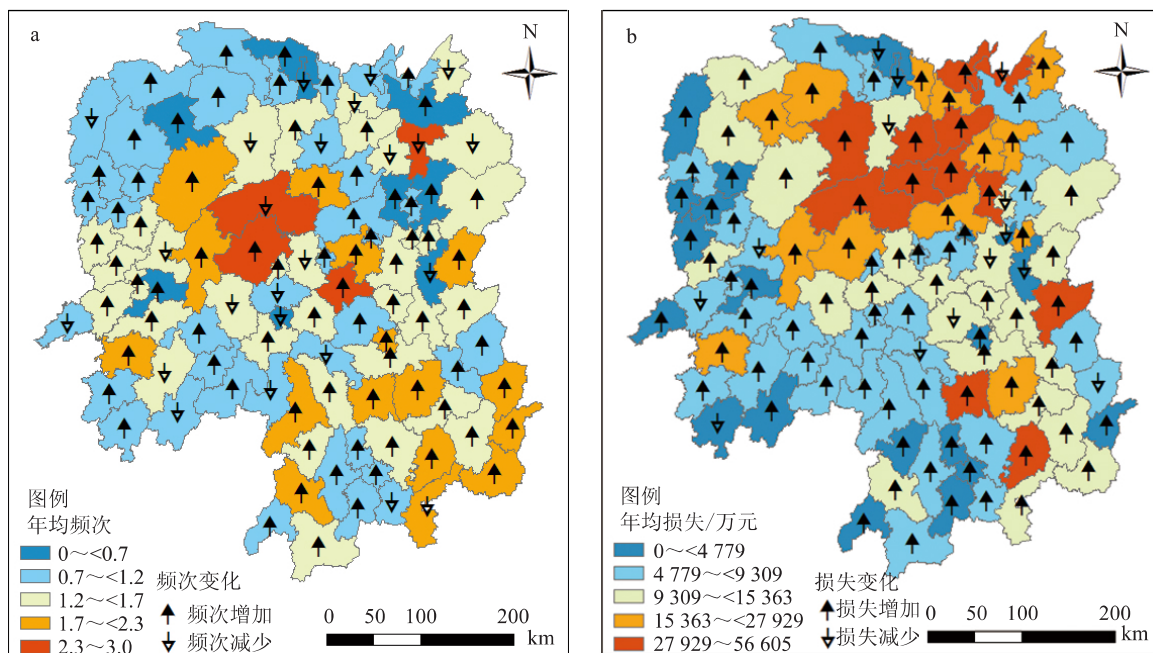 a
N
图例
年均频次
0～<0.7
0.7～<1.2
1.2～<1.7
1.7～<2.3
2.3～3.0
频次变化
频次增加
频次减少
0 50 100 200
km
b
N
图例
年均损失/万元
0～<4 779
4 779～<9 309
9 309～<15 363
15 363～<27 929
27 929～56 605
损失变化
损失增加
损失减少
0 50 100 200
km